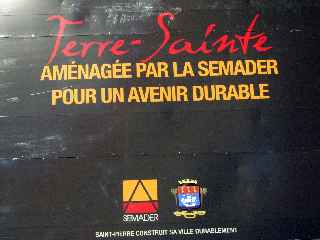 Terre-Sainte
AMÉNAGÉE PAR LA SEMADER
POUR UN AVENIR DURABLE
SEMADER
SAINT-PIERRE CONSTRUIT SA VILLE DURABLEMENT